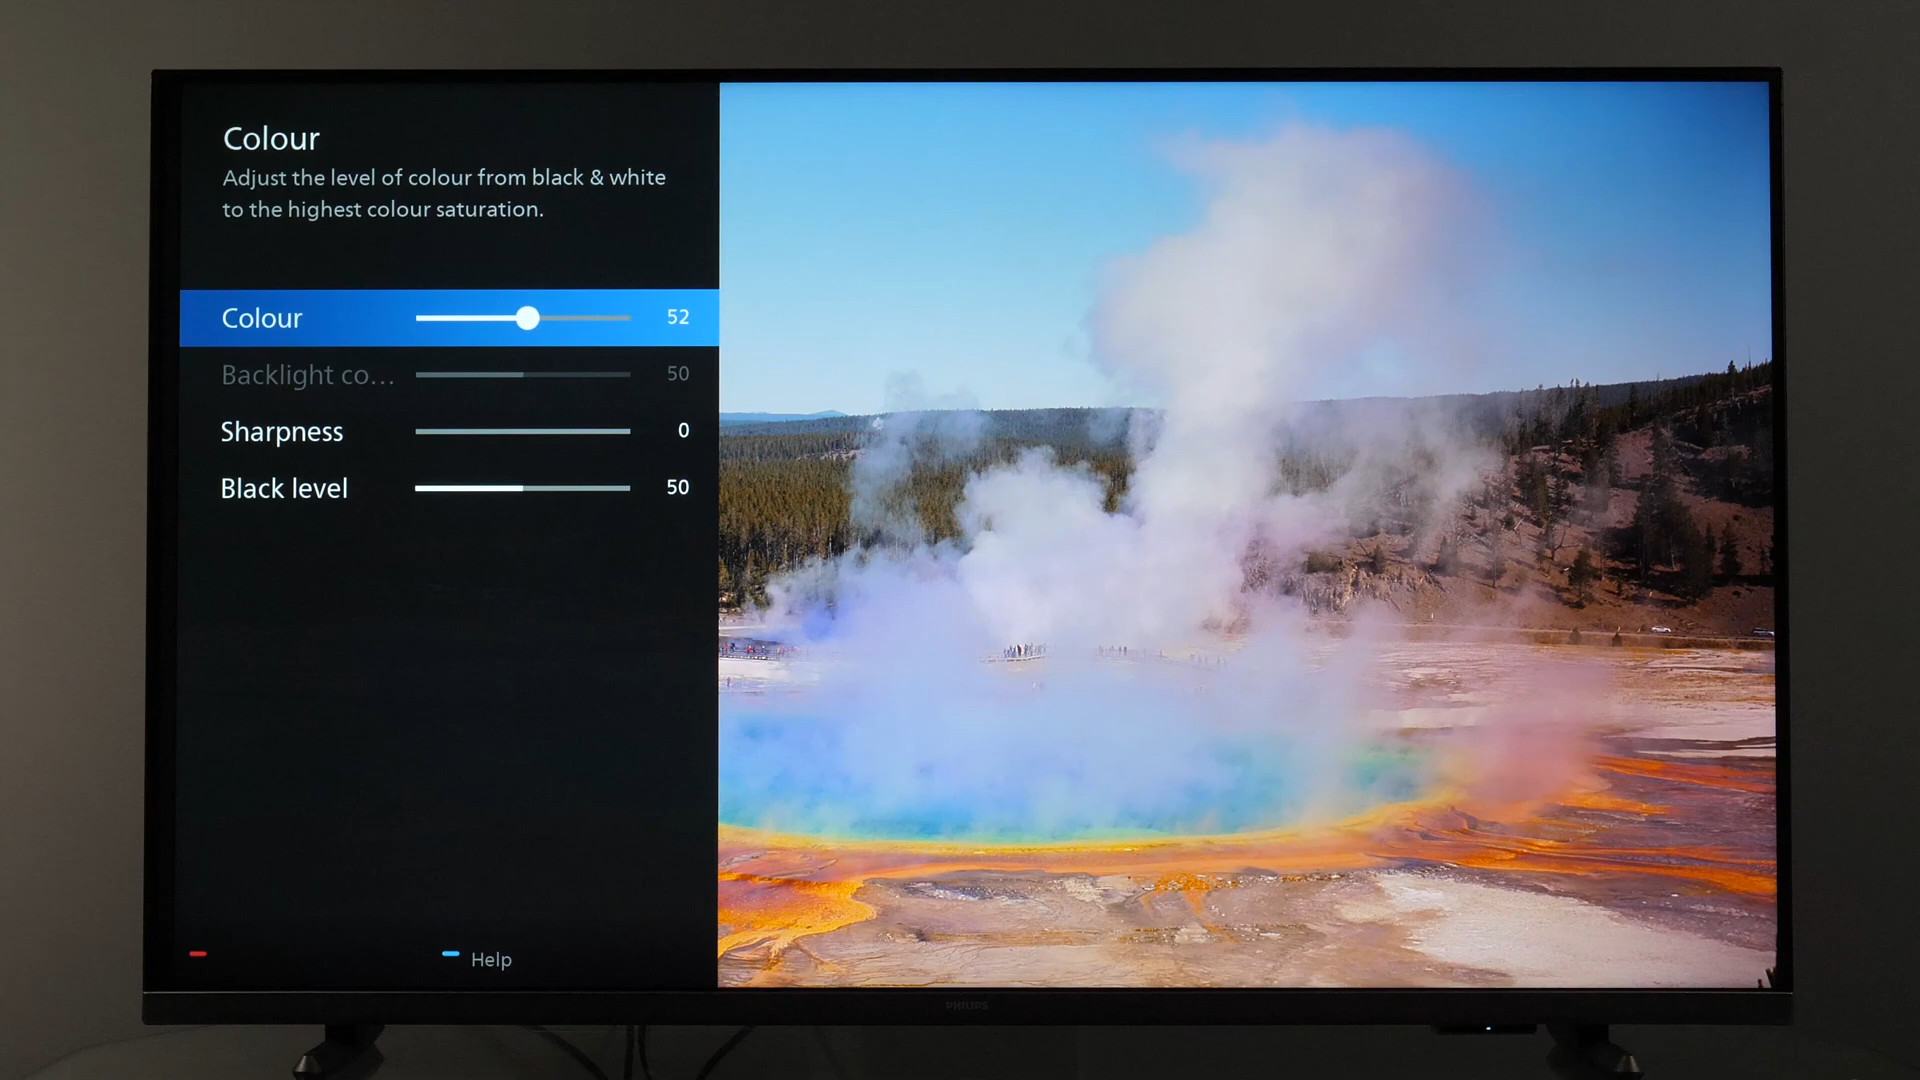 Colour
Adjust the level of colour from black & white
to the highest colour saturation.
Colour 52
Backlight co... 50
Sharpness 0
Black level 50
Help
PHILIPS